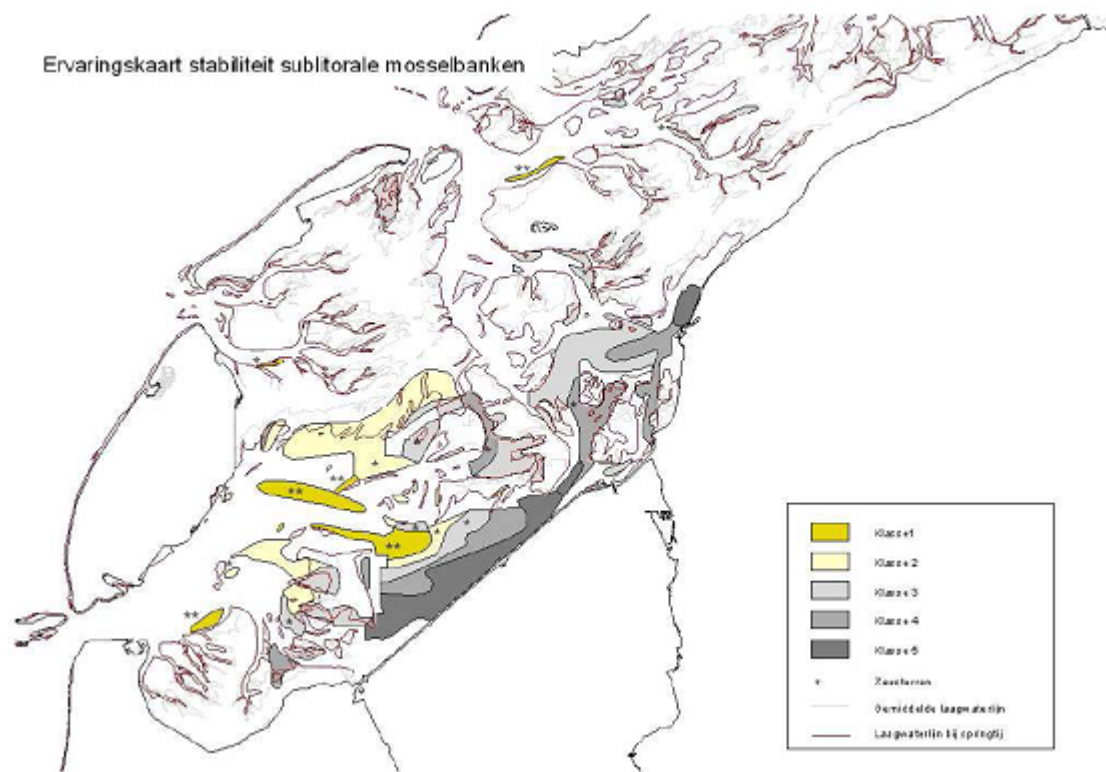 Ervaringskaart stabiliteit sublitorale mosselbanken
Klasse 1
Klasse 2
Klasse 3
Klasse 4
Klasse 5
Zeesterren
Gemiddelde laagwaterlijn
Laagwaterlijn bij springtij